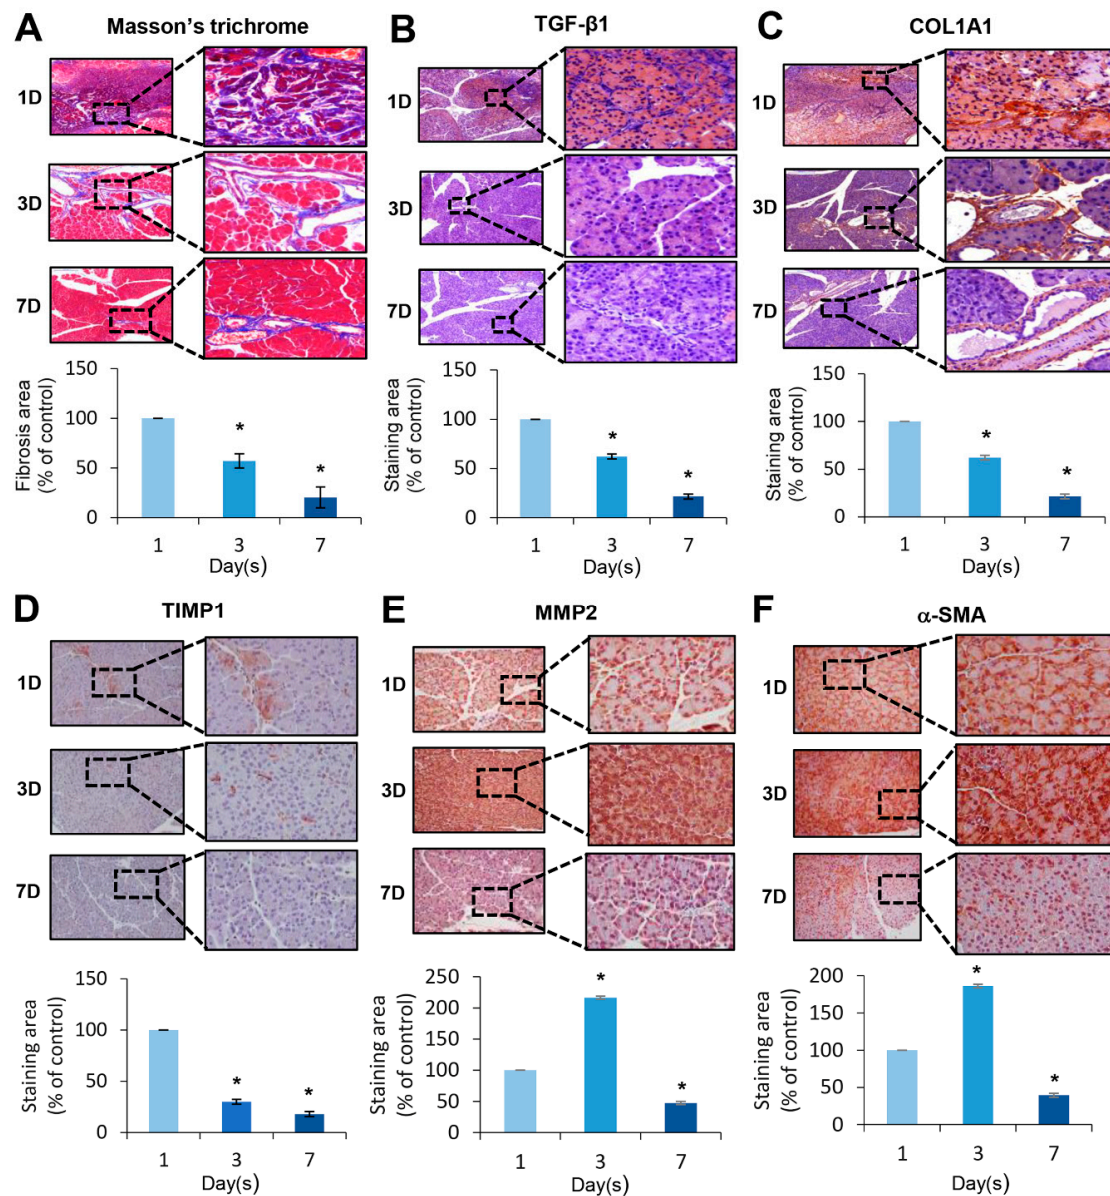 A
Masson's trichrome
1D
3D
7D
150
100
50
0
Fibrosis area
(% of control)
*
*
1
3
7
Day(s)
B
TGF-β1
1D
3D
7D
150
100
50
0
Staining area
(% of control)
*
*
1
3
7
Day(s)
C
COL1A1
1D
3D
7D
150
100
50
0
Staining area
(% of control)
*
*
1
3
7
Day(s)
D
TIMP1
1D
3D
7D
150
100
50
0
Staining area
(% of control)
*
*
1
3
7
Day(s)
E
MMP2
1D
3D
7D
250
200
150
100
50
0
Staining area
(% of control)
*
*
1
3
7
Day(s)
F
α-SMA
1D
3D
7D
200
150
100
50
0
Staining area
(% of control)
*
*
1
3
7
Day(s)